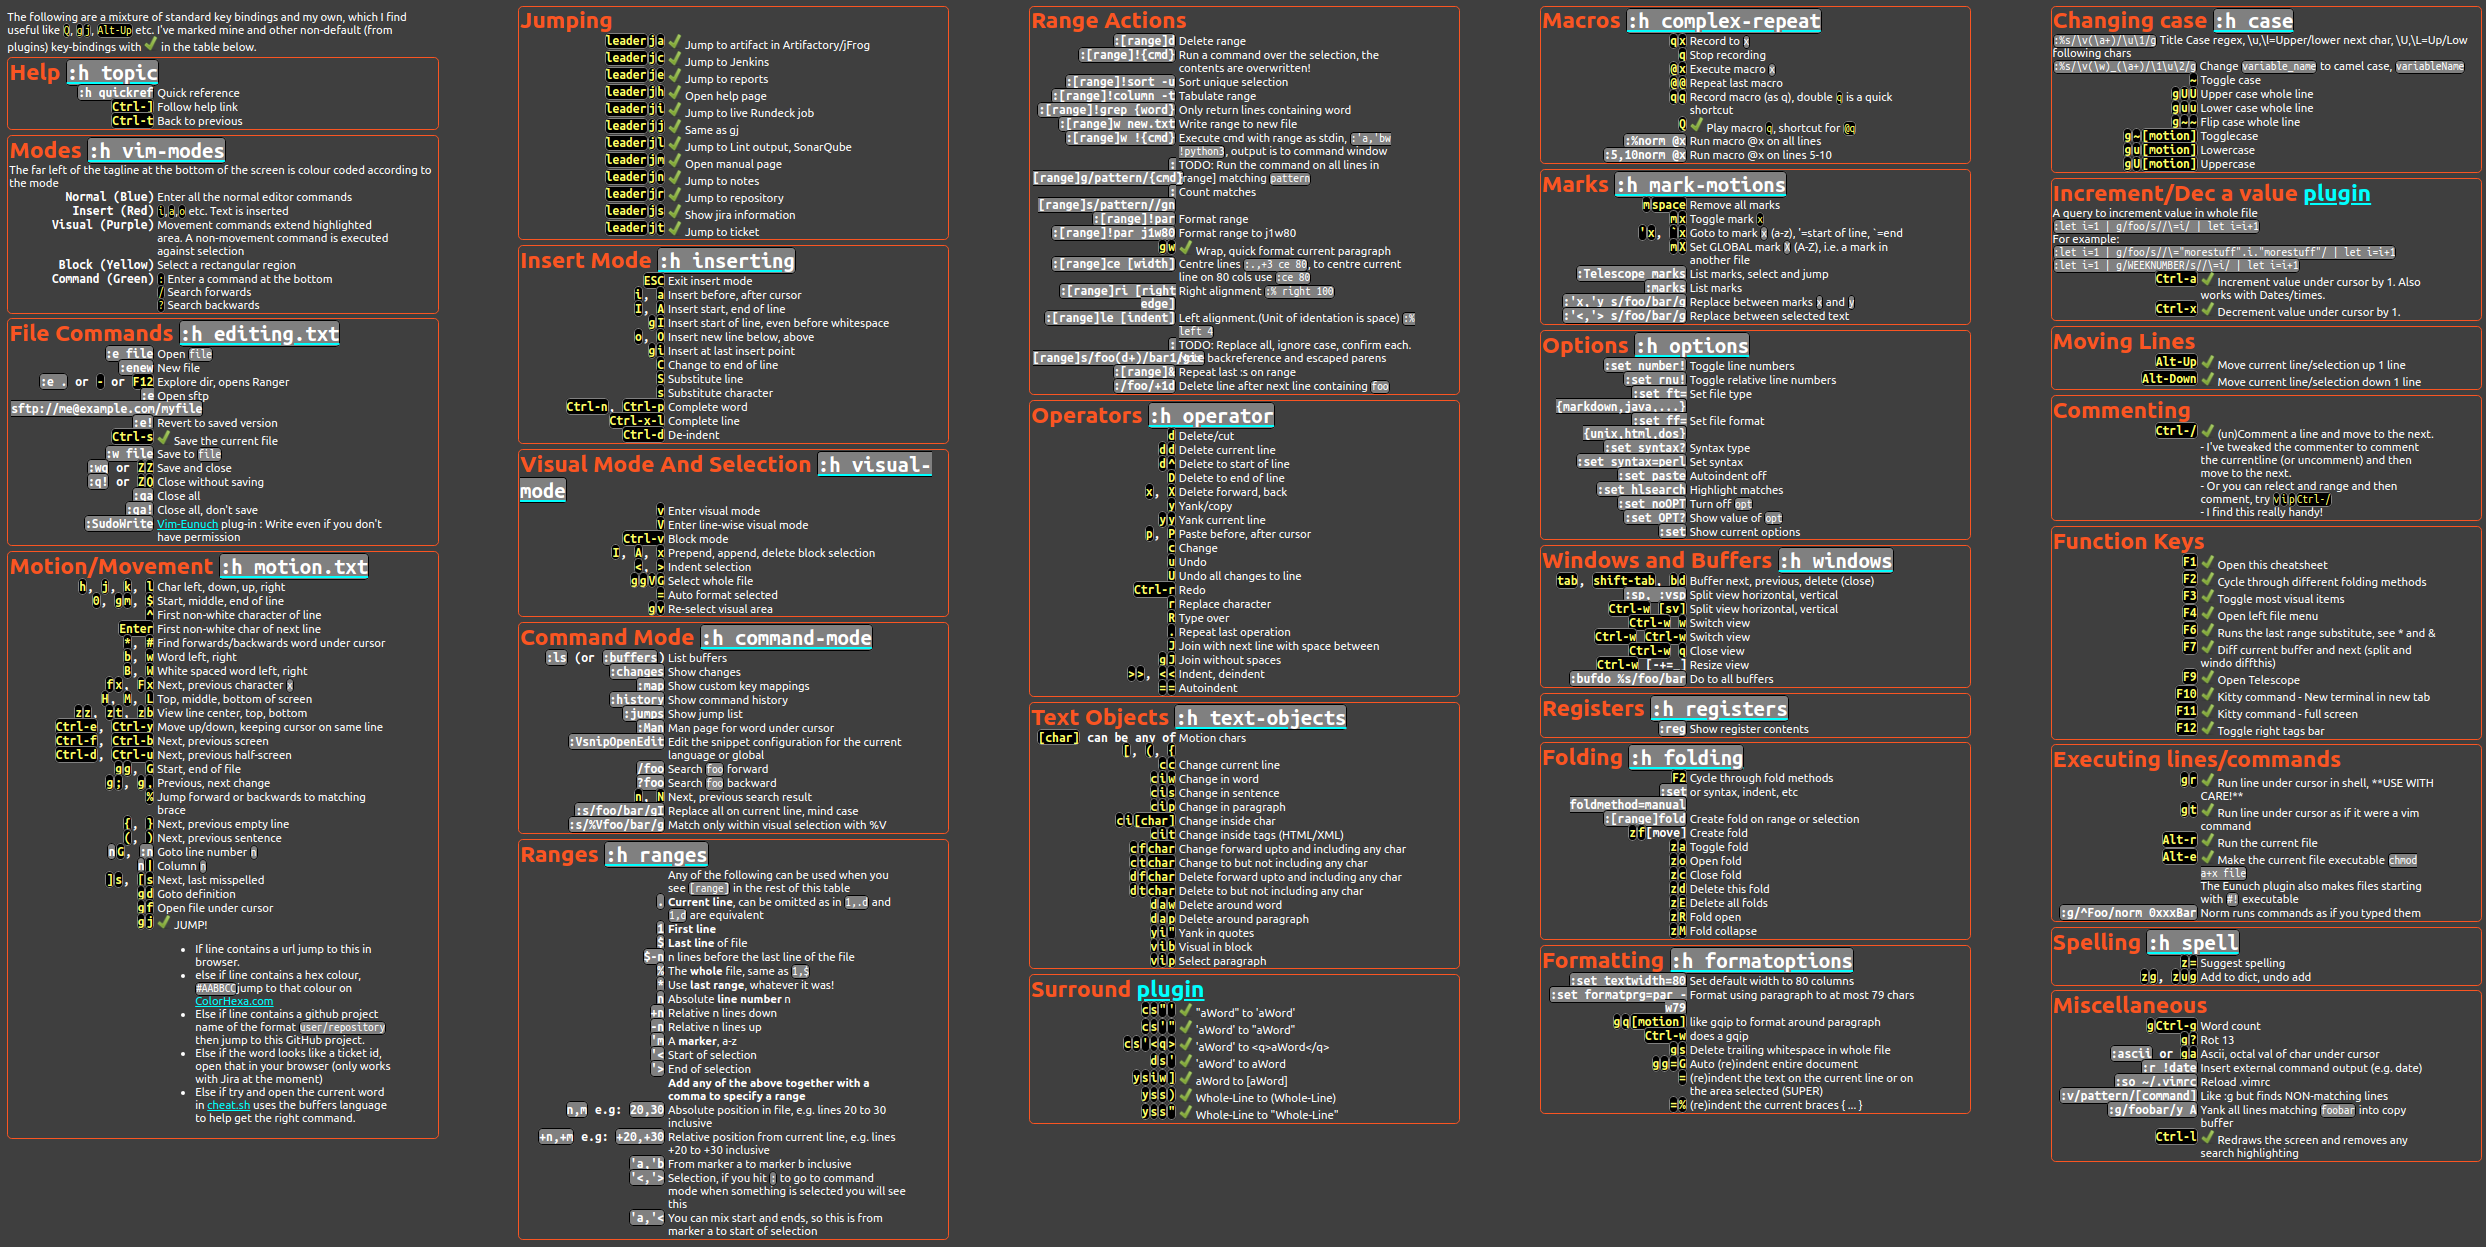 The following are a mixture of standard key bindings and my own, which I find
useful like Q, gj, Alt-Up etc. I've marked mine and other non-default (from
plugins) key-bindings with ✓ in the table below.
Help :h topic
:h quickref Quick reference
Ctrl-] Follow help link
Ctrl-t Back to previous
Modes :h vim-modes
The far left of the tagline at the bottom of the screen is colour coded according to
the mode
Normal (Blue) Enter all the normal editor commands
Insert (Red) i,a,o etc. Text is inserted
Visual (Purple) Movement commands extend highlighted
area. A non-movement command is executed
against selection
Block (Yellow) Select a rectangular region
Command (Green) : Enter a command at the bottom
/ Search forwards
? Search backwards
File Commands :h editing.txt
:e file Open file
:enew New file
:e . or - or F12 Explore dir, opens Ranger
:e Open sftp
sftp://me@example.com/myfile
:e! Revert to saved version
Ctrl-s ✓ Save the current file
:w file Save to file
:wq or ZZ Save and close
:q! or ZQ Close without saving
:qa Close all
:qa! Close all, don't save
:SudoWrite Vim-Eunuch plug-in : Write even if you don't
have permission
Motion/Movement :h motion.txt
h, j, k, l Char left, down, up, right
0, gm, $ Start, middle, end of line
^ First non-white character of line
Enter First non-white char of next line
*, # Find forwards/backwards word under cursor
b, w Word left, right
B, W White spaced word left, right
fx, Fx Next, previous character x
H, M, L Top, middle, bottom of screen
zz, zt, zb View line center, top, bottom
Ctrl-e, Ctrl-y Move up/down, keeping cursor on same line
Ctrl-f, Ctrl-b Next, previous screen
Ctrl-d, Ctrl-u Next, previous half-screen
gg, G Start, end of file
g;, g, Previous, next change
% Jump forward or backwards to matching
brace
{, } Next, previous empty line
(, ) Next, previous sentence
nG, :n Goto line number n
n| Column n
]s, [s Next, last misspelled
gd Goto definition
gf Open file under cursor
gj ✓ JUMP!
• If line contains a url jump to this in
browser.
• else if line contains a hex colour,
#AABBCC jump to that colour on
ColorHexa.com
• Else if line contains a github project
name of the format user/repository
then jump to this GitHub project.
• Else if the word looks like a ticket id,
open that in your browser (only works
with Jira at the moment)
• Else if try and open the current word
in cheat.sh uses the buffers language
to help get the right command.
Jumping
leaderja ✓ Jump to artifact in Artifactory/jFrog
leaderjc ✓ Jump to Jenkins
leaderje ✓ Jump to reports
leaderjh ✓ Open help page
leaderji ✓ Jump to live Rundeck job
leaderjj ✓ Same as gj
leaderjl ✓ Jump to Lint output, SonarQube
leaderjm ✓ Open manual page
leaderjn ✓ Jump to notes
leaderjr ✓ Jump to repository
leaderjs ✓ Show jira information
leaderjt ✓ Jump to ticket
Insert Mode :h inserting
ESC Exit insert mode
i, a Insert before, after cursor
I, A Insert start, end of line
gI Insert start of line, even before whitespace
o, O Insert new line below, above
gi Insert at last insert point
C Change to end of line
S Substitute line
s Substitute character
Ctrl-n, Ctrl-p Complete word
Ctrl-x-l Complete line
Ctrl-d De-indent
Visual Mode And Selection :h visual-
mode
v Enter visual mode
V Enter line-wise visual mode
Ctrl-v Block mode
I, A, x Prepend, append, delete block selection
<, > Indent selection
ggVG Select whole file
= Auto format selected
gv Re-select visual area
Command Mode :h command-mode
:ls (or :buffers) List buffers
:changes Show changes
:map Show custom key mappings
:history Show command history
:jumps Show jump list
:Man Man page for word under cursor
:VsnipOpenEdit Edit the snippet configuration for the current
language or global
/foo Search foo forward
?foo Search foo backward
n, N Next, previous search result
:s/foo/bar/gI Replace all on current line, mind case
:s/%Vfoo/bar/g Match only within visual selection with %V
Ranges :h ranges
Any of the following can be used when you
see [range] in the rest of this table
. Current line, can be omitted as in 1,.d and
1,d are equivalent
1 First line
$ Last line of file
$-n n lines before the last line of the file
% The whole file, same as 1,$
* Use last range, whatever it was!
n Absolute line number n
+n Relative n lines down
-n Relative n lines up
'm A marker, a-z
'< Start of selection
'> End of selection
Add any of the above together with a
comma to specify a range
n,m e.g: 20,30 Absolute position in file, e.g. lines 20 to 30
inclusive
+n,+m e.g: +20,+30 Relative position from current line, e.g. lines
+20 to +30 inclusive
'a,'b From marker a to marker b inclusive
'<,'> Selection, if you hit : to go to command
mode when something is selected you will see
this
'a,'< You can mix start and ends, so this is from
marker a to start of selection
Range Actions
:[range]d Delete range
:[range]!{cmd} Run a command over the selection, the
contents are overwritten!
:[range]!sort -u Sort unique selection
:[range]!column -t Tabulate range
:[range]!grep {word} Only return lines containing word
:[range]w new.txt Write range to new file
:[range]w !{cmd} Execute cmd with range as stdin, :'a,'bw
!python3, output is to command window
: TODO: Run the command on all lines in
[range]g/pattern/{cmd} range] matching pattern
: Count matches
[range]s/pattern//gn
:[range]!par Format range
:[range]!par j1w80 Format range to j1w80
gw ✓ Wrap, quick format current paragraph
:[range]ce [width] Centre lines :.,+3 ce 80, to centre current
line on 80 cols use :ce 80
:[range]ri [right Right alignment :% right 100
edge]
:[range]le [indent] Left alignment.(Unit of identation is space) :%
left 4
: TODO: Replace all, ignore case, confirm each.
[range]s/foo(d+)/bar1/gic backreference and escaped parens
:[range]& Repeat last :s on range
:/foo/+1d Delete line after next line containing foo
Operators :h operator
d Delete/cut
dd Delete current line
d^ Delete to start of line
D Delete to end of line
x, X Delete forward, back
y Yank/copy
yy Yank current line
p, P Paste before, after cursor
c Change
u Undo
U Undo all changes to line
Ctrl-r Redo
r Replace character
R Type over
. Repeat last operation
J Join with next line with space between
gJ Join without spaces
>>, << Indent, deindent
== Autoindent
Text Objects :h text-objects
[char] can be any of Motion chars
[, (, {
cc Change current line
ciw Change in word
cis Change in sentence
cip Change in paragraph
ci[char] Change inside char
cit Change inside tags (HTML/XML)
cfchar Change forward upto and including any char
ctchar Change to but not including any char
dfchar Delete forward upto and including any char
dtchar Delete to but not including any char
daw Delete around word
dap Delete around paragraph
yi" Yank in quotes
vib Visual in block
vip Select paragraph
Surround plugin
cs"' ✓ "aWord" to 'aWord'
cs'" ✓ 'aWord' to "aWord"
cs'<q> ✓ 'aWord' to <q>aWord</q>
ds' ✓ 'aWord' to aWord
ysiw] ✓ aWord to [aWord]
yss) ✓ Whole-Line to (Whole-Line)
yss" ✓ Whole-Line to "Whole-Line"
Macros :h complex-repeat
qx Record to x
q Stop recording
@x Execute macro x
@@ Repeat last macro
qq Record macro (as q), double q is a quick
shortcut
Q ✓ Play macro q, shortcut for @q
:%norm @x Run macro @x on all lines
:5,10norm @x Run macro @x on lines 5-10
Marks :h mark-motions
mspace Remove all marks
mx Toggle mark x
'x, `x Goto to mark x (a-z), '=start of line, `=end
mX Set GLOBAL mark X (A-Z), i.e. a mark in
another file
:Telescope marks List marks, select and jump
:marks List marks
:'x,'y s/foo/bar/g Replace between marks x and y
:'<,'> s/foo/bar/g Replace between selected text
Options :h options
:set number! Toggle line numbers
:set rnu! Toggle relative line numbers
:set ft= Set file type
{markdown,java,...}
:set ff= Set file format
{unix,html,dos}
:set syntax? Syntax type
:set syntax=perl Set syntax
:set paste Autoindent off
:set hlsearch Highlight matches
:set noOPT Turn off opt
:set OPT? Show value of opt
:set Show current options
Windows and Buffers :h windows
tab, shift-tab, bd Buffer next, previous, delete (close)
:sp, :vsp Split view horizontal, vertical
Ctrl-w [sv] Split view horizontal, vertical
Ctrl-w w Switch view
Ctrl-w Ctrl-w Switch view
Ctrl-w q Close view
Ctrl-w [-+=_] Resize view
:bufdo %s/foo/bar Do to all buffers
Registers :h registers
:reg Show register contents
Folding :h folding
F2 Cycle through fold methods
:set or syntax, indent, etc
foldmethod=manual
:[range]fold Create fold on range or selection
zf[move] Create fold
za Toggle fold
zo Open fold
zc Close fold
zd Delete this fold
zE Delete all folds
zR Fold open
zM Fold collapse
Formatting :h formatoptions
:set textwidth=80 Set default width to 80 columns
:set formatprg=par - Format using paragraph to at most 79 chars
w79
gq[motion] like gqip to format around paragraph
Ctrl-w does a gqip
gs Delete trailing whitespace in whole file
gg=G Auto (re)indent entire document
= (re)indent the text on the current line or on
the area selected (SUPER)
=% (re)indent the current braces { ... }
Changing case :h case
:%s/\v(\a+)/\u\1/g Title Case regex, \u,\l=Upper/lower next char, \U,\L=Up/Low
following chars
:%s/\v(\w)_(\a+)/\1\u\2/g Change variable_name to camel case, variableName
~ Toggle case
gUU Upper case whole line
guu Lower case whole line
g~~ Flip case whole line
g~[motion] Togglecase
gu[motion] Lowercase
gU[motion] Uppercase
Increment/Dec a value plugin
A query to increment value in whole file
:let i=1 | g/foo/s//\=i/ | let i=i+1
For example:
:let i=1 | g/foo/s//\="morestuff".i."morestuff"/ | let i=i+1
:let i=1 | g/WEEKNUMBER/s//\=i/ | let i=i+1
Ctrl-a ✓ Increment value under cursor by 1. Also
works with Dates/times.
Ctrl-x ✓ Decrement value under cursor by 1.
Moving Lines
Alt-Up ✓ Move current line/selection up 1 line
Alt-Down ✓ Move current line/selection down 1 line
Commenting
Ctrl-/ ✓ (un)Comment a line and move to the next.
- I've tweaked the commenter to comment
the currentline (or uncomment) and then
move to the next.
- Or you can relect and range and then
comment, try vipCtrl-/
- I find this really handy!
Function Keys
F1 ✓ Open this cheatsheet
F2 ✓ Cycle through different folding methods
F3 ✓ Toggle most visual items
F4 ✓ Open left file menu
F6 ✓ Runs the last range substitute, see * and &
F7 ✓ Diff current buffer and next (split and
windo diffthis)
F9 ✓ Open Telescope
F10 ✓ Kitty command - New terminal in new tab
F11 ✓ Kitty command - full screen
F12 ✓ Toggle right tags bar
Executing lines/commands
gr ✓ Run line under cursor in shell, **USE WITH
CARE!**
gt ✓ Run line under cursor as if it were a vim
command
Alt-r ✓ Run the current file
Alt-e ✓ Make the current file executable chmod
a+x file
The Eunuch plugin also makes files starting
with #! executable
:g/^Foo/norm 0xxxBar Norm runs commands as if you typed them
Spelling :h spell
z= Suggest spelling
zg, zug Add to dict, undo add
Miscellaneous
gCtrl-g Word count
g? Rot 13
:ascii or ga Ascii, octal val of char under cursor
:r !date Insert external command output (e.g. date)
:so ~/.vimrc Reload .vimrc
:v/pattern/[command] Like :g but finds NON-matching lines
:g/foobar/y A Yank all lines matching foobar into copy
buffer
Ctrl-l ✓ Redraws the screen and removes any
search highlighting